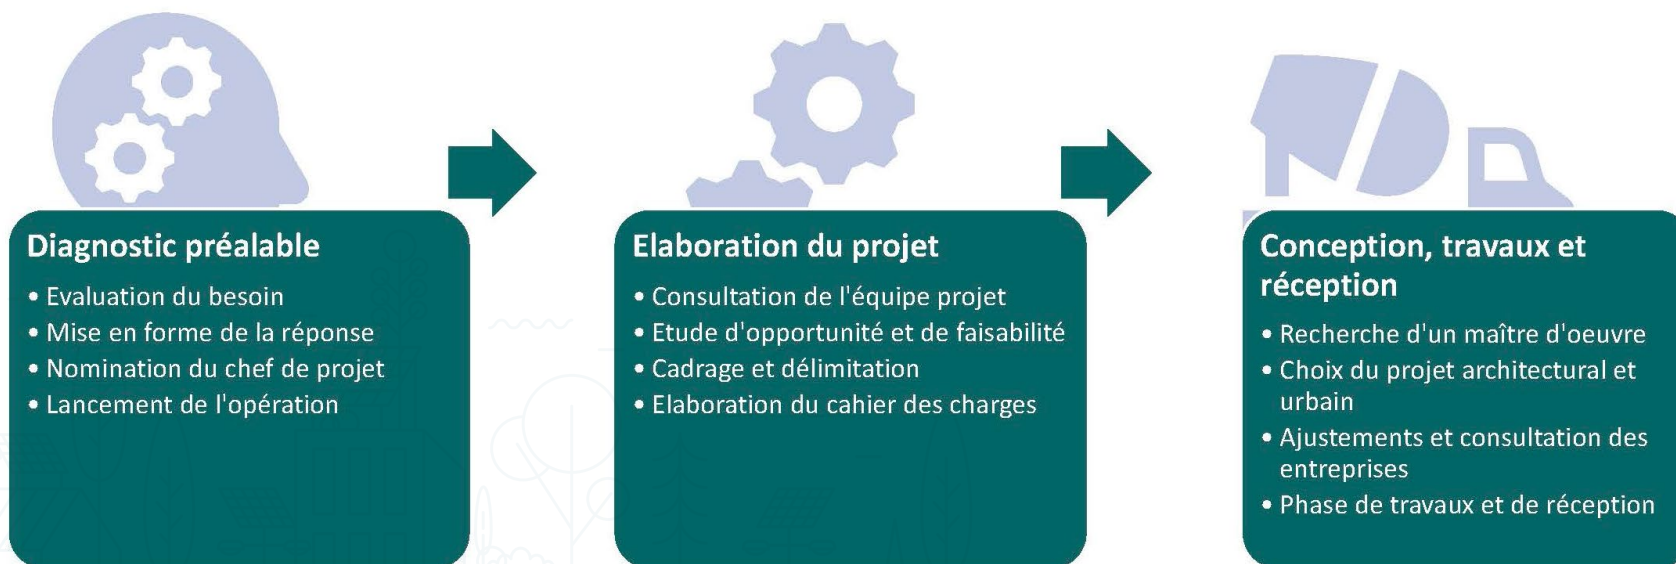 Diagnostic préalable
• Evaluation du besoin
• Mise en forme de la réponse
• Nomination du chef de projet
• Lancement de l'opération
Elaboration du projet
• Consultation de l'équipe projet
• Etude d'opportunité et de faisabilité
• Cadrage et délimitation
• Elaboration du cahier des charges
Conception, travaux et
réception
• Recherche d'un maître d'oeuvre
• Choix du projet architectural et
urbain
• Ajustements et consultation des
entreprises
• Phase de travaux et de réception